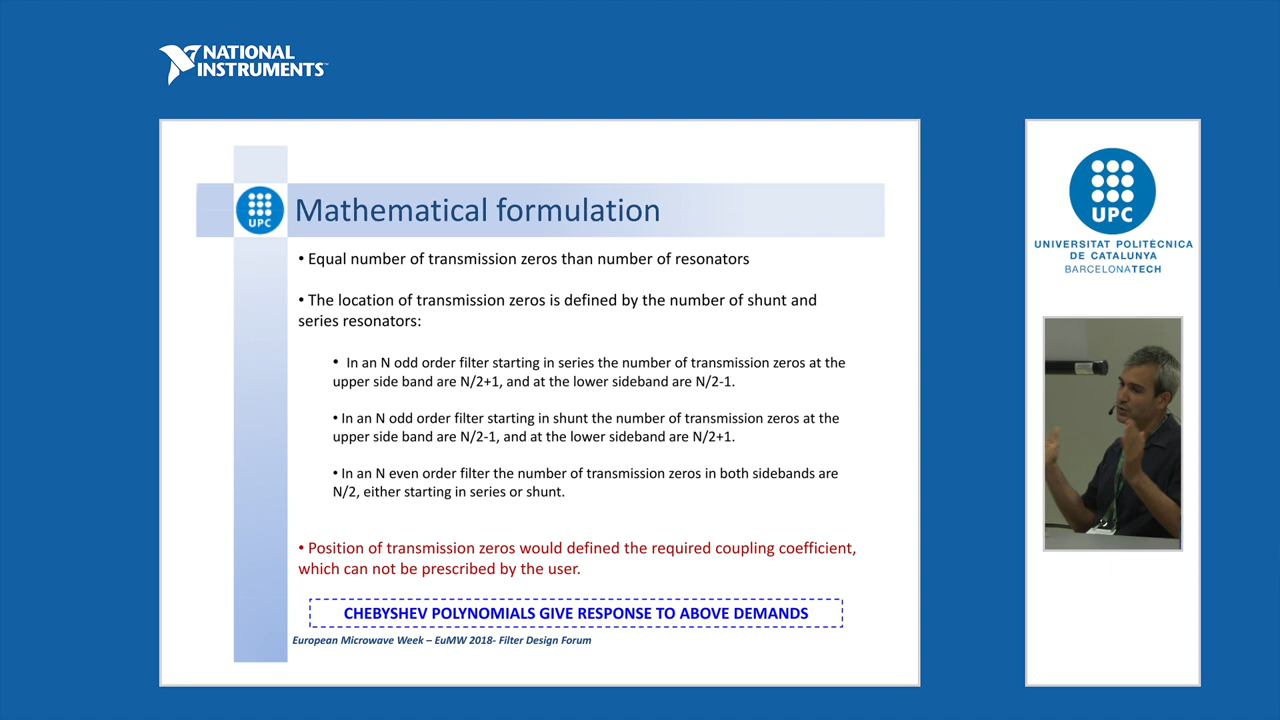 NATIONAL
INSTRUMENTS™
UPC
Mathematical formulation
• Equal number of transmission zeros than number of resonators
• The location of transmission zeros is defined by the number of shunt and
series resonators:
• In an N odd order filter starting in series the number of transmission zeros at the
upper side band are N/2+1, and at the lower sideband are N/2-1.
• In an N odd order filter starting in shunt the number of transmission zeros at the
upper side band are N/2-1, and at the lower sideband are N/2+1.
• In an N even order filter the number of transmission zeros in both sidebands are
N/2, either starting in series or shunt.
• Position of transmission zeros would defined the required coupling coefficient,
which can not be prescribed by the user.
CHEBYSHEV POLYNOMIALS GIVE RESPONSE TO ABOVE DEMANDS
European Microwave Week – EuMW 2018- Filter Design Forum
UPC
UNIVERSITAT POLITÈCNICA
DE CATALUNYA
BARCELONATECH